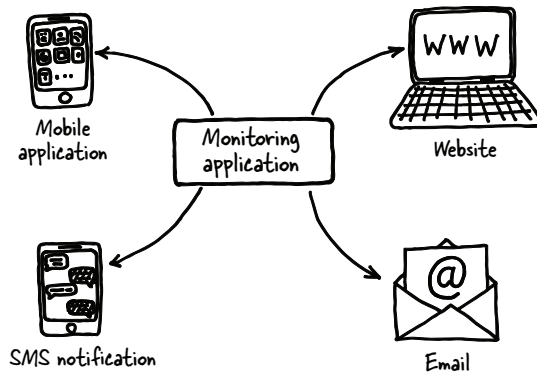 WWW
Mobile
application
Monitoring
application
Website
@
SMS notification
Email